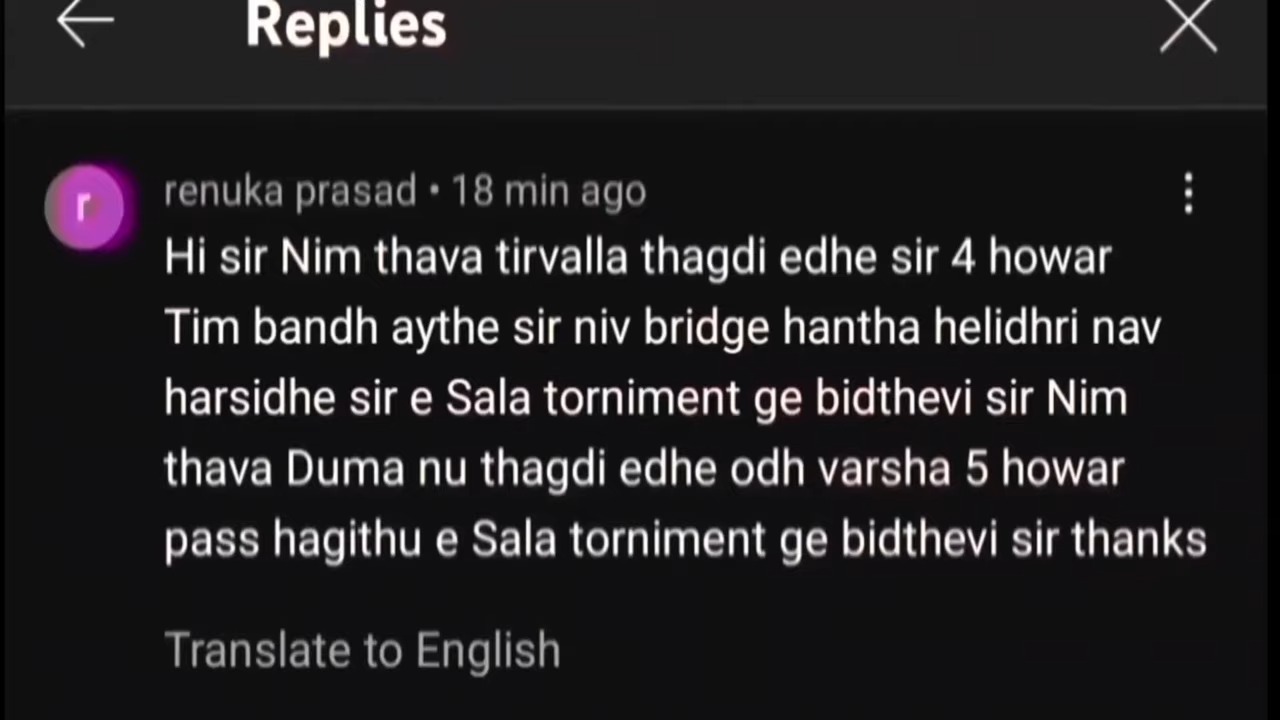 Replies
r
renuka prasad • 18 min ago
Hi sir Nim thava tirvalla thagdi edhe sir 4 howar
Tim bandh aythe sir niv bridge hantha helidhri nav
harsidhe sir e Sala torniment ge bidthevi sir Nim
thava Duma nu thagdi edhe odh varsha 5 howar
pass hagithu e Sala torniment ge bidthevi sir thanks
Translate to English